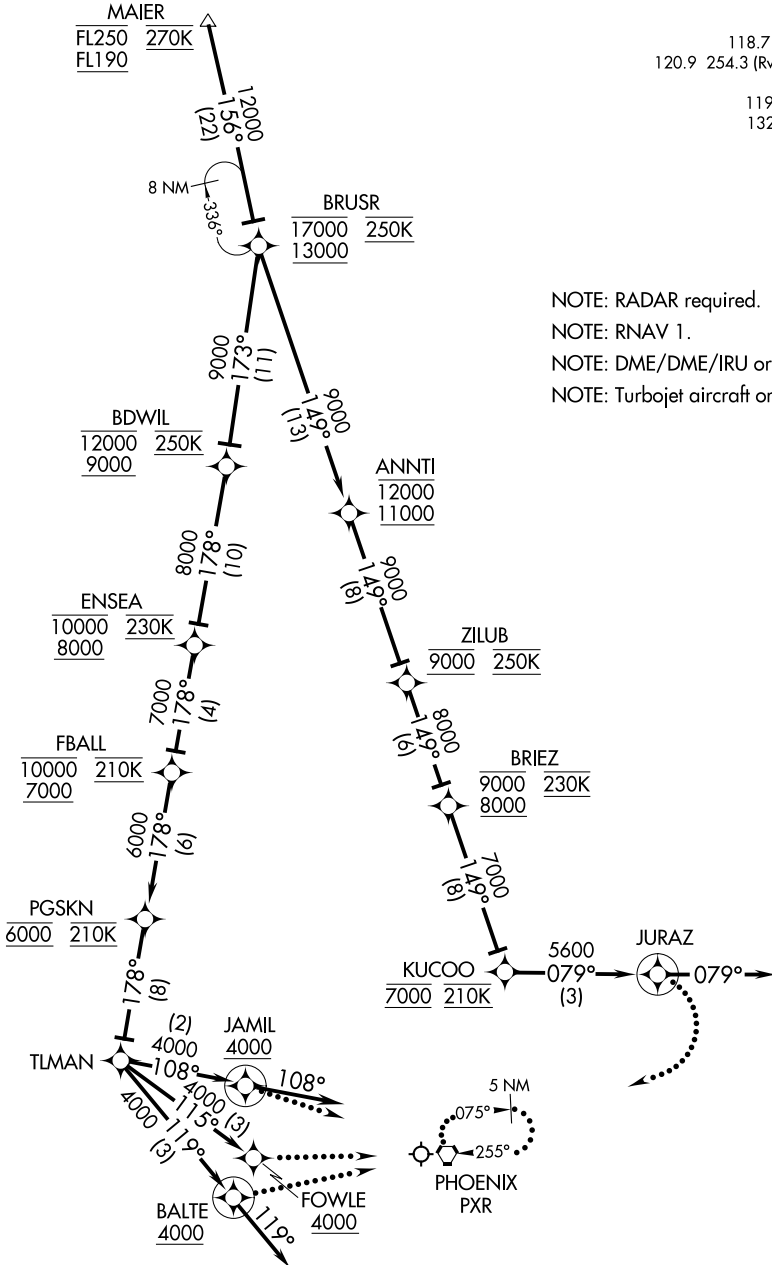 MAIER
FL250 270K
FL190
118.7
120.9 254.3 (Rw
119
132
12000
156°
(22)
8 NM
336°
BRUSR
17000 250K
13000
NOTE: RADAR required.
NOTE: RNAV 1.
NOTE: DME/DME/IRU or
NOTE: Turbojet aircraft on
9000
173°
(11)
9000
149°
(13)
BDWIL
12000 250K
9000
ANNTI
12000
11000
8000
178°
(10)
9000
149°
(8)
ENSEA
10000 230K
8000
ZILUB
9000 250K
7000
178°
(4)
8000
149°
(6)
FBALL
10000 210K
7000
BRIEZ
9000 230K
8000
6000
178°
(6)
7000
149°
(8)
PGSKN
6000 210K
KUCOO
7000 210K
5600
079°
(3)
JURAZ
079°
178°
(8)
TLMAN
(2)
4000
108°
JAMIL
4000
108°
4000 (3)
115°
4000
119°
(3)
5 NM
075°
255°
PHOENIX
PXR
FOWLE
4000
BALTE
4000
119°